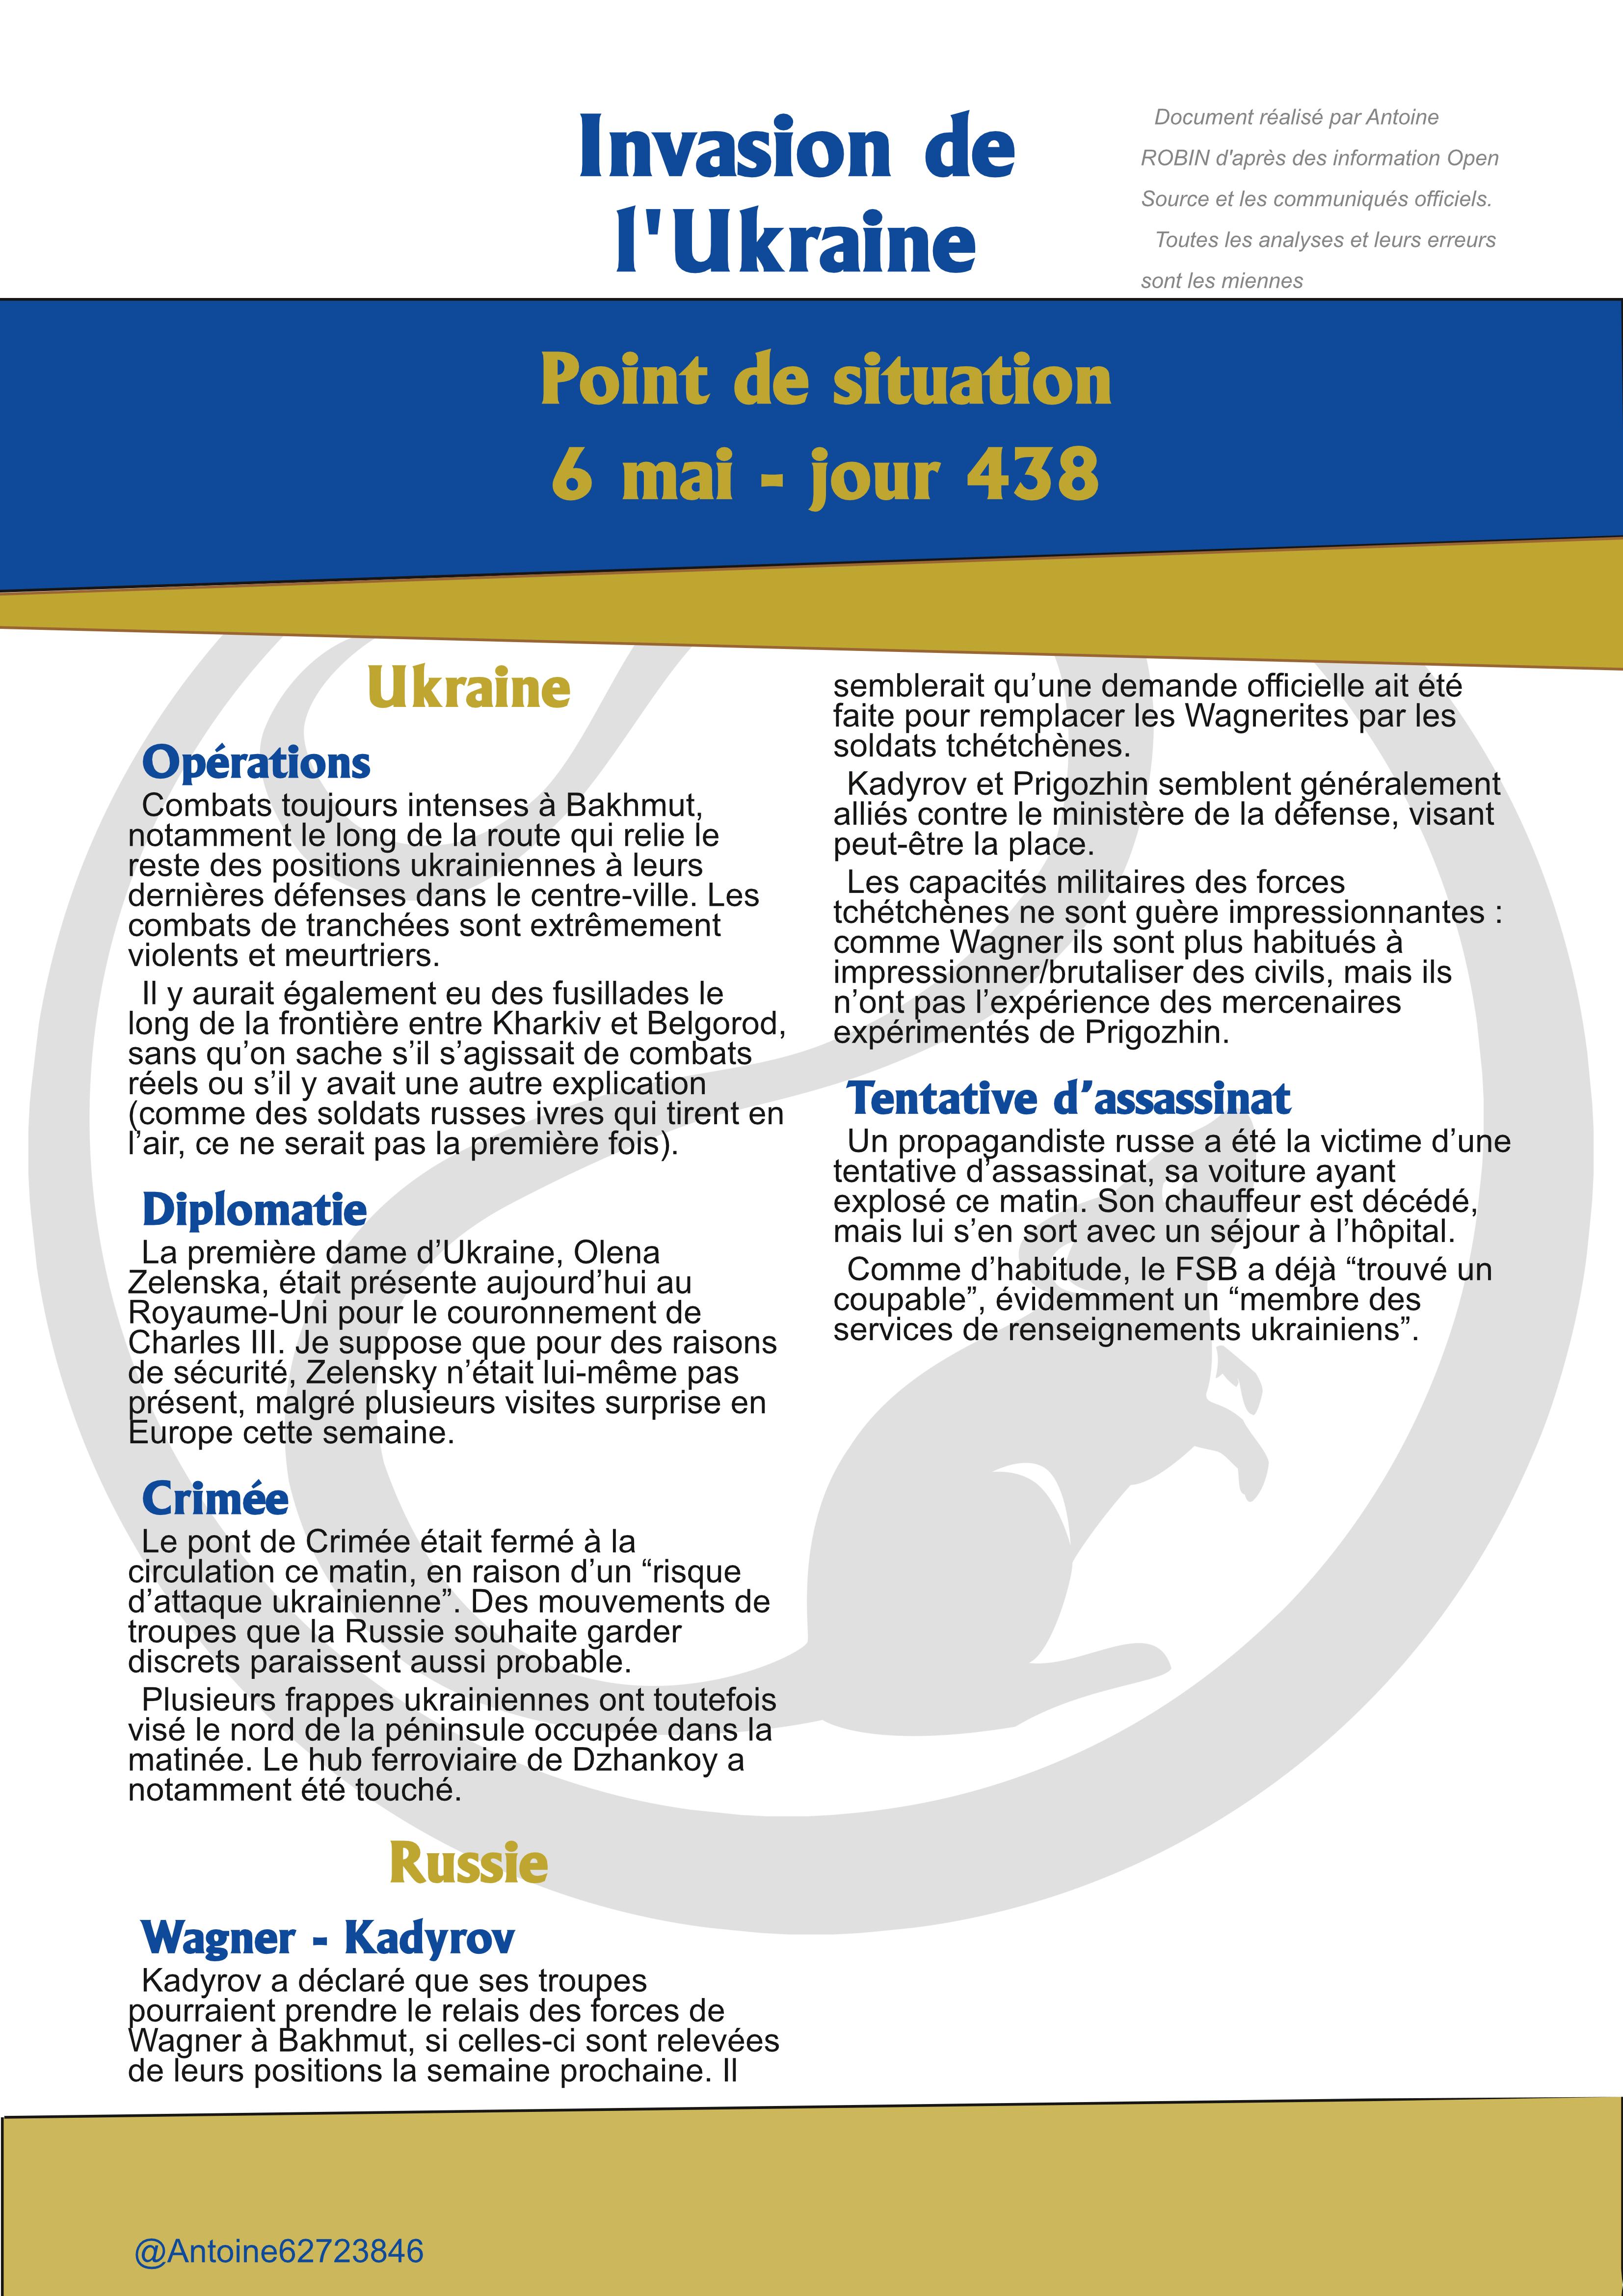 Invasion de
l'Ukraine
Document réalisé par Antoine
ROBIN d'après des information Open
Source et les communiqués officiels.
Toutes les analyses et leurs erreurs
sont les miennes
Point de situation
6 mai - jour 438
Ukraine
Opérations
Combats toujours intenses à Bakhmut,
notamment le long de la route qui relie le
reste des positions ukrainiennes à leurs
dernières défenses dans le centre-ville. Les
combats de tranchées sont extrêmement
violents et meurtriers.
Il y aurait également eu des fusillades le
long de la frontière entre Kharkiv et Belgorod,
sans qu’on sache s’il s’agissait de combats
réels ou s’il y avait une autre explication
(comme des soldats russes ivres qui tirent en
l’air, ce ne serait pas la première fois).
Diplomatie
La première dame d’Ukraine, Olena
Zelenska, était présente aujourd’hui au
Royaume-Uni pour le couronnement de
Charles III. Je suppose que pour des raisons
de sécurité, Zelensky n’était lui-même pas
présent, malgré plusieurs visites surprise en
Europe cette semaine.
Crimée
Le pont de Crimée était fermé à la
circulation ce matin, en raison d’un “risque
d’attaque ukrainienne”. Des mouvements de
troupes que la Russie souhaite garder
discrets paraissent aussi probable.
Plusieurs frappes ukrainiennes ont toutefois
visé le nord de la péninsule occupée dans la
matinée. Le hub ferroviaire de Dzhankoy a
notamment été touché.
Russie
Wagner - Kadyrov
Kadyrov a déclaré que ses troupes
pourraient prendre le relais des forces de
Wagner à Bakhmut, si celles-ci sont relevées
de leurs positions la semaine prochaine. Il
semblerait qu’une demande officielle ait été
faite pour remplacer les Wagnerites par les
soldats tchétchènes.
Kadyrov et Prigozhin semblent généralement
alliés contre le ministère de la défense, visant
peut-être la place.
Les capacités militaires des forces
tchétchènes ne sont guère impressionnantes :
comme Wagner ils sont plus habitués à
impressionner/brutaliser des civils, mais ils
n’ont pas l’expérience des mercenaires
expérimentés de Prigozhin.
Tentative d’assassinat
Un propagandiste russe a été la victime d’une
tentative d’assassinat, sa voiture ayant
explosé ce matin. Son chauffeur est décédé,
mais lui s’en sort avec un séjour à l’hôpital.
Comme d’habitude, le FSB a déjà “trouvé un
coupable”, évidemment un “membre des
services de renseignements ukrainiens”.
@Antoine62723846